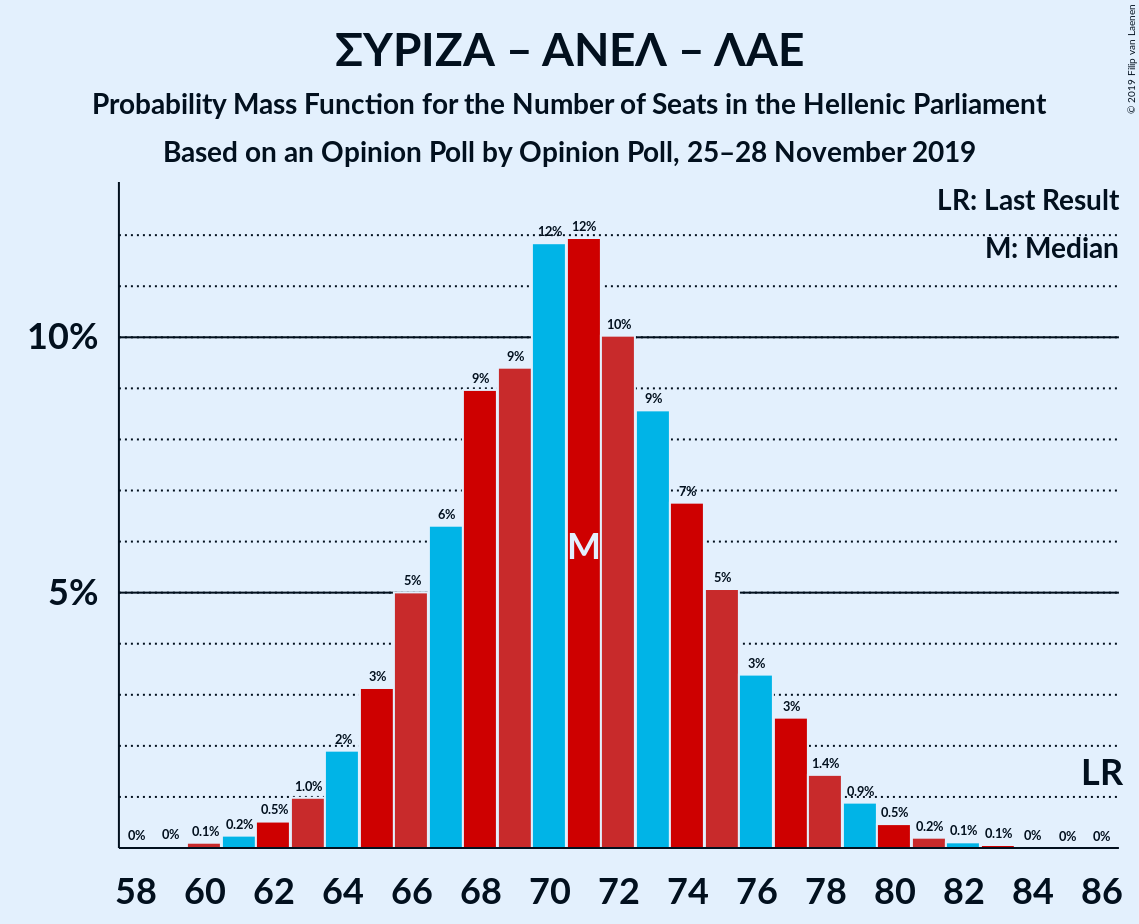 ΣΥΡΙΖΑ – ΑΝΕΛ – ΛΑΕ
Probability Mass Function for the Number of Seats in the Hellenic Parliament
Based on an Opinion Poll by Opinion Poll, 25–28 November 2019
© 2019 Filip van Laenen
LR: Last Result
M: Median
10%
5%
0% 0% 0.1% 0.2% 0.5% 1.0% 2% 3% 5% 6% 9% 9% 12% 12% 10% 9% 7% 5% 3% 3% 1.4% 0.9% 0.5% 0.2% 0.1% 0.1% 0% 0% 0%
M
LR
58 60 62 64 66 68 70 72 74 76 78 80 82 84 86